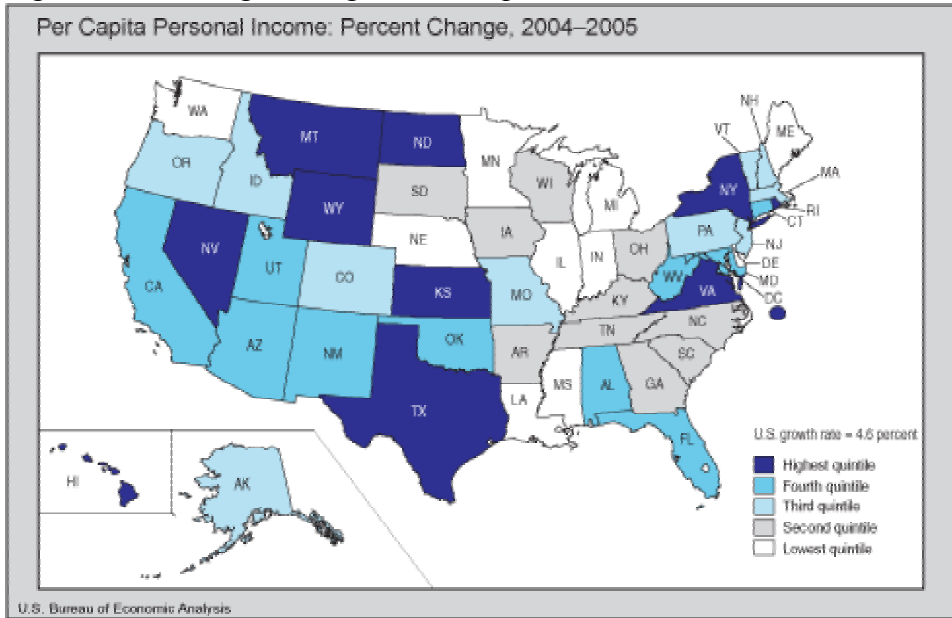 Per Capita Personal Income: Percent Change, 2004–2005
WA
MT
ND
MN
NH
VT
ME
OR
ID
SD
WI
MI
NY
MA
WY
RI
CT
NE
IA
PA
NJ
NV
UT
CO
IL
IN
OH
DE
MD
DC
CA
KS
MO
WV
VA
KY
NC
TN
AZ
NM
OK
AR
SC
TX
LA
MS
AL
GA
FL
HI
AK
U.S. growth rate = 4.6 percent
Highest quintile
Fourth quintile
Third quintile
Second quintile
Lowest quintile
U.S. Bureau of Economic Analysis